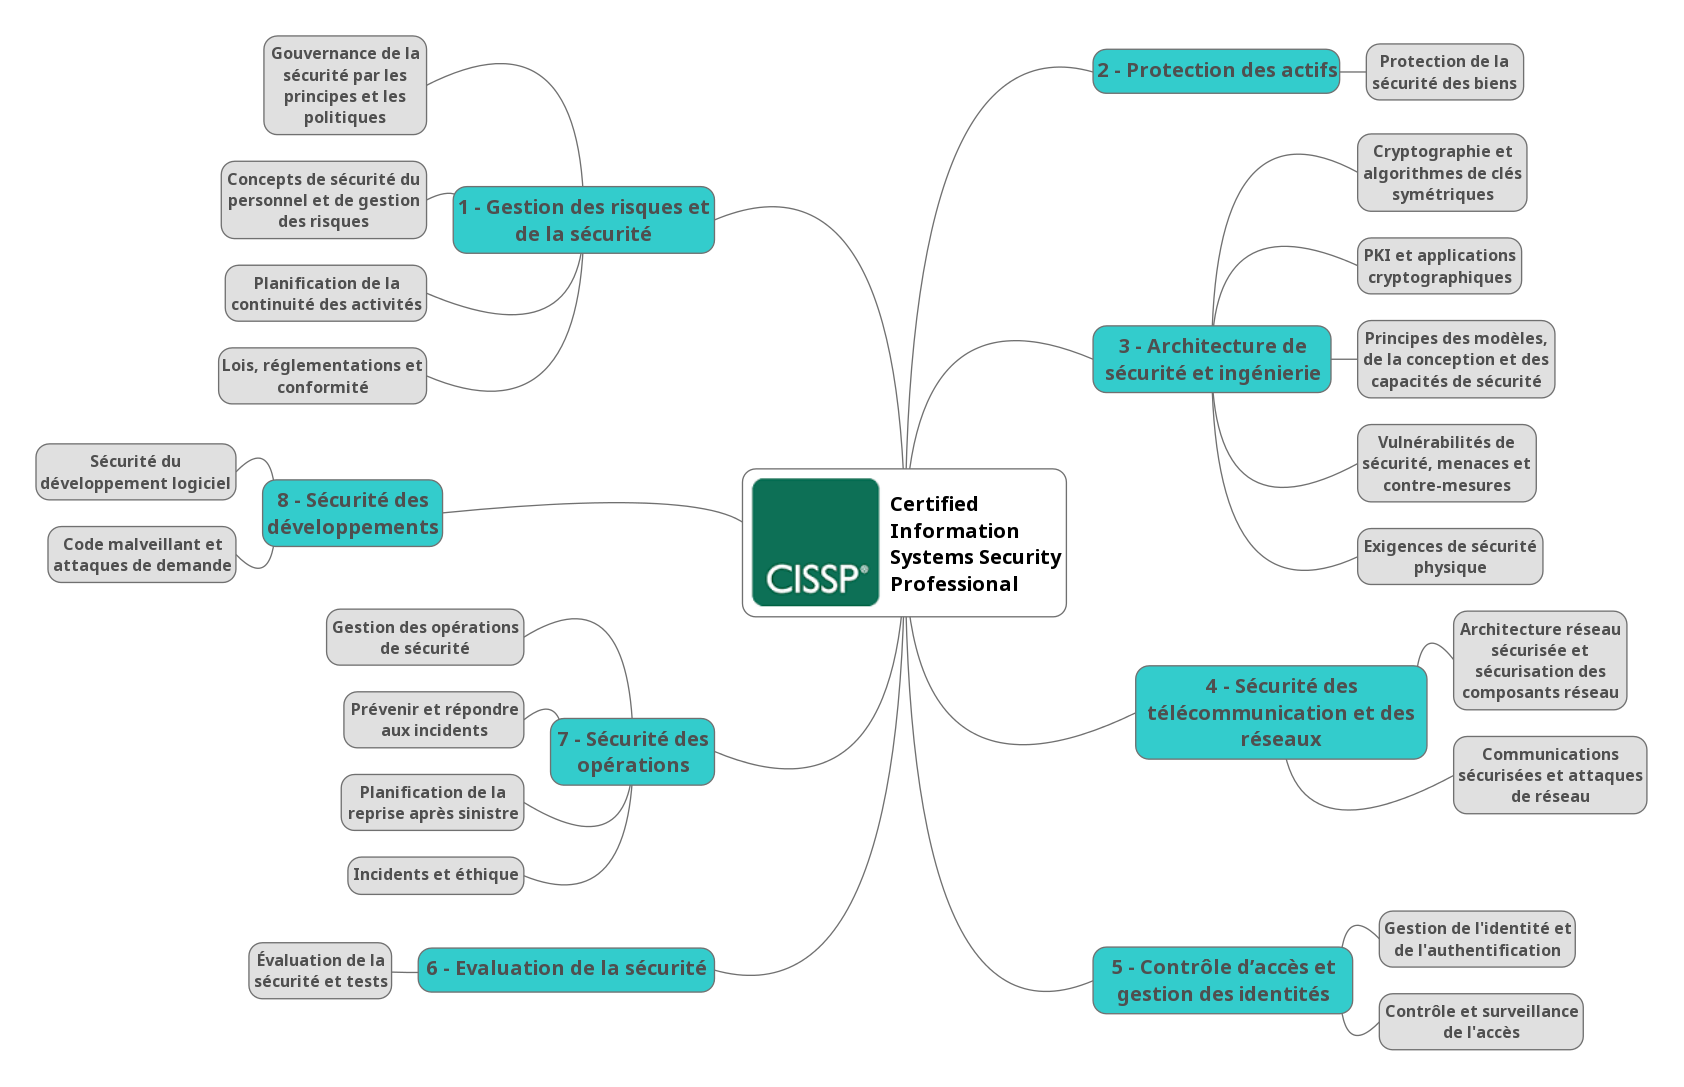 CISSP®
Certified
Information
Systems Security
Professional
1 - Gestion des risques et
de la sécurité
Gouvernance de la
sécurité par les
principes et les
politiques
Concepts de sécurité du
personnel et de gestion
des risques
Planification de la
continuité des activités
Lois, réglementations et
conformité
2 - Protection des actifs
Protection de la
sécurité des biens
3 - Architecture de
sécurité et ingénierie
Cryptographie et
algorithmes de clés
symétriques
PKI et applications
cryptographiques
Principes des modèles,
de la conception et des
capacités de sécurité
Vulnérabilités de
sécurité, menaces et
contre-mesures
Exigences de sécurité
physique
4 - Sécurité des
télécommunication et des
réseaux
Architecture réseau
sécurisée et
sécurisation des
composants réseau
Communications
sécurisées et attaques
de réseau
5 - Contrôle d’accès et
gestion des identités
Gestion de l'identité et
de l'authentification
Contrôle et surveillance
de l'accès
6 - Evaluation de la sécurité
Évaluation de la
sécurité et tests
7 - Sécurité des
opérations
Gestion des opérations
de sécurité
Prévenir et répondre
aux incidents
Planification de la
reprise après sinistre
Incidents et éthique
8 - Sécurité des
développements
Sécurité du
développement logiciel
Code malveillant et
attaques de demande